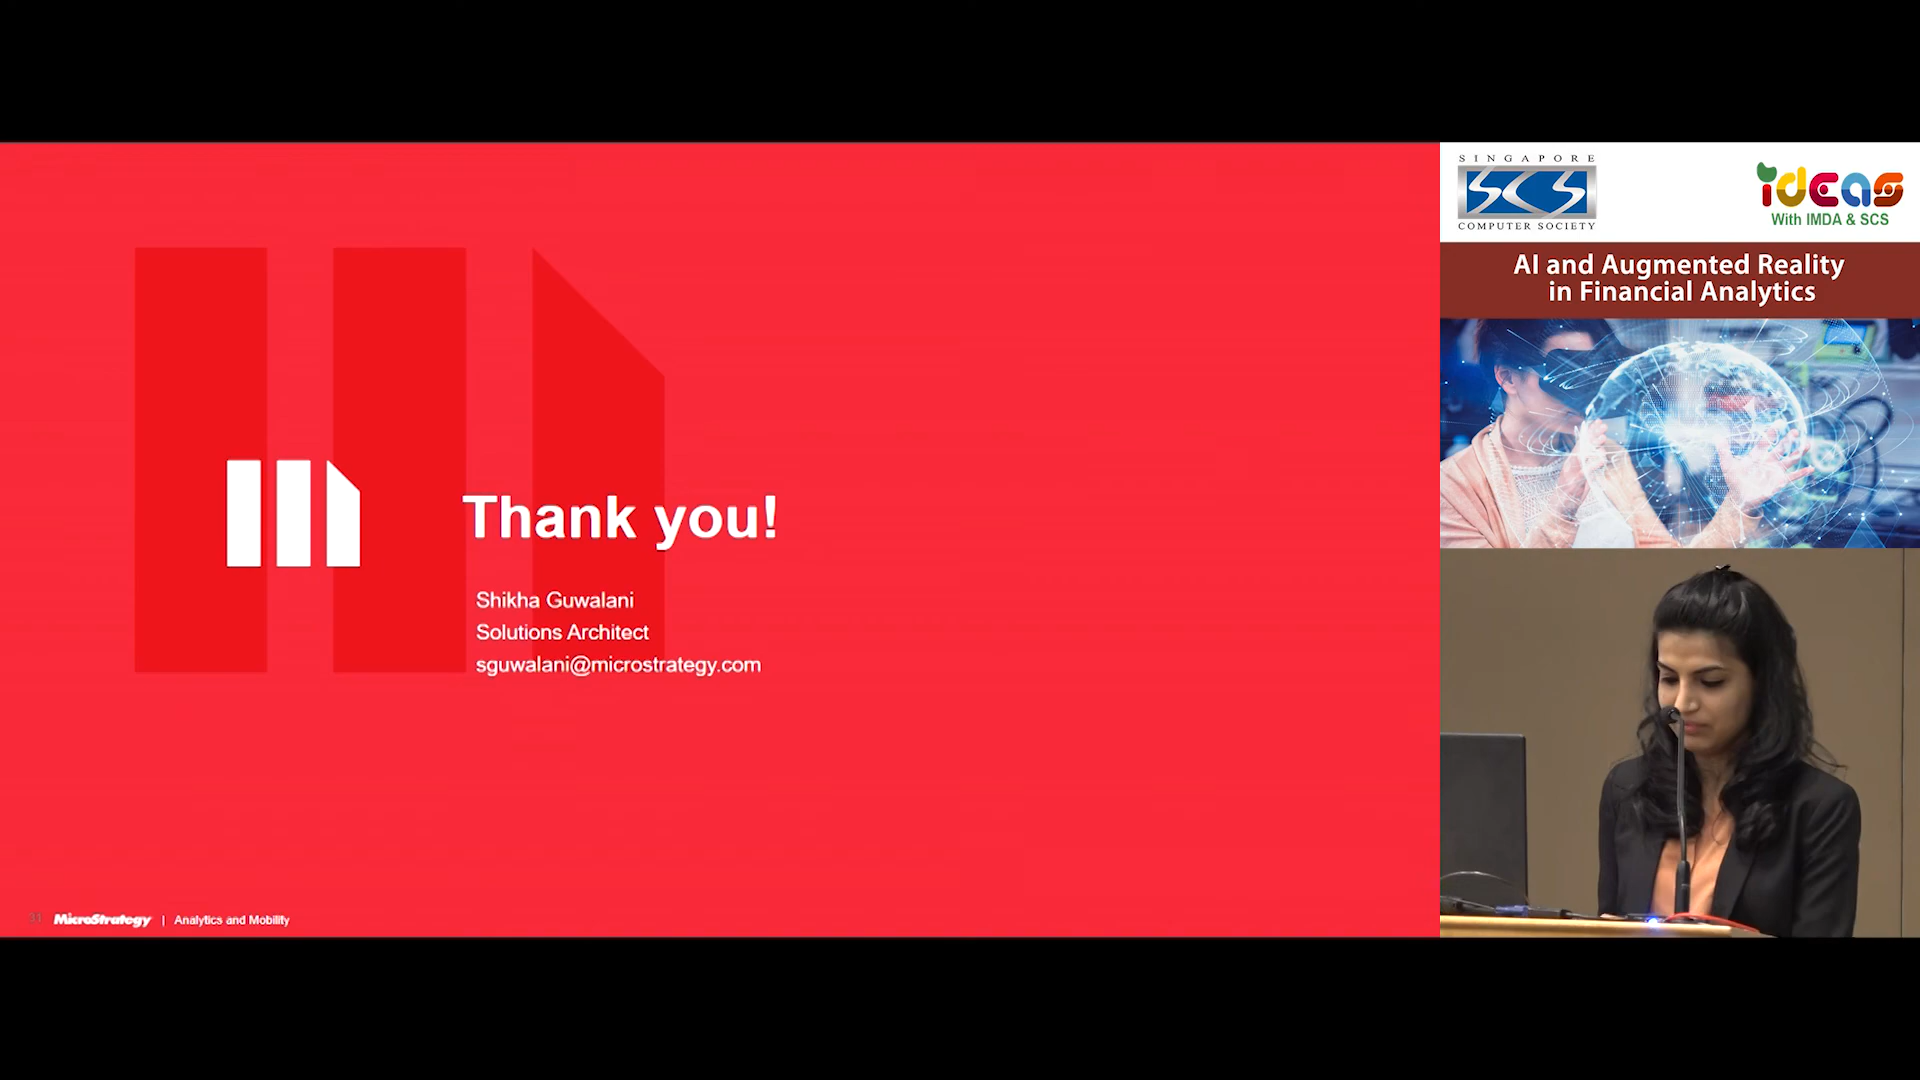 Thank you!
Shikha Guwalani
Solutions Architect
sguwalani@microstrategy.com
31 MicroStrategy | Analytics and Mobility
SINGAPORE
SCS
COMPUTER SOCIETY
ideas
With IMDA & SCS
AI and Augmented Reality
in Financial Analytics